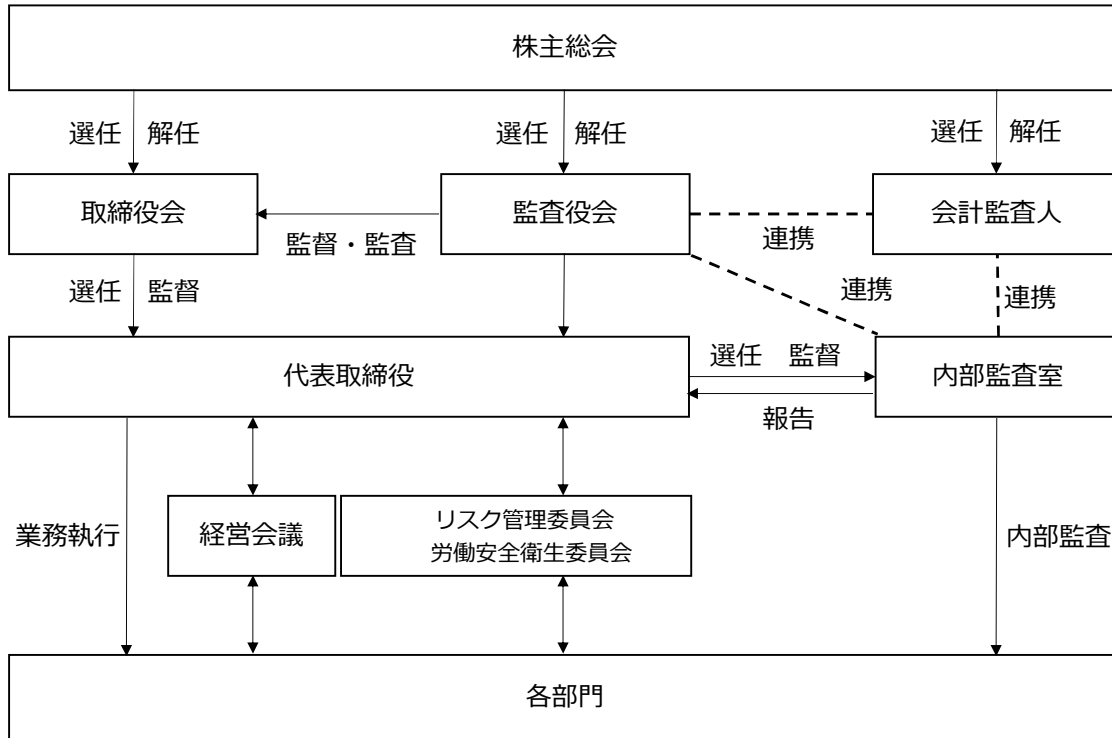 株主総会
選任 解任
選任 解任
選任 解任
取締役会
監査役会
会計監査人
監督・監査
連携
選任 監督
連携
連携
代表取締役
選任 監督
報告
内部監査室
業務執行
経営会議
リスク管理委員会
労働安全衛生委員会
内部監査
各部門